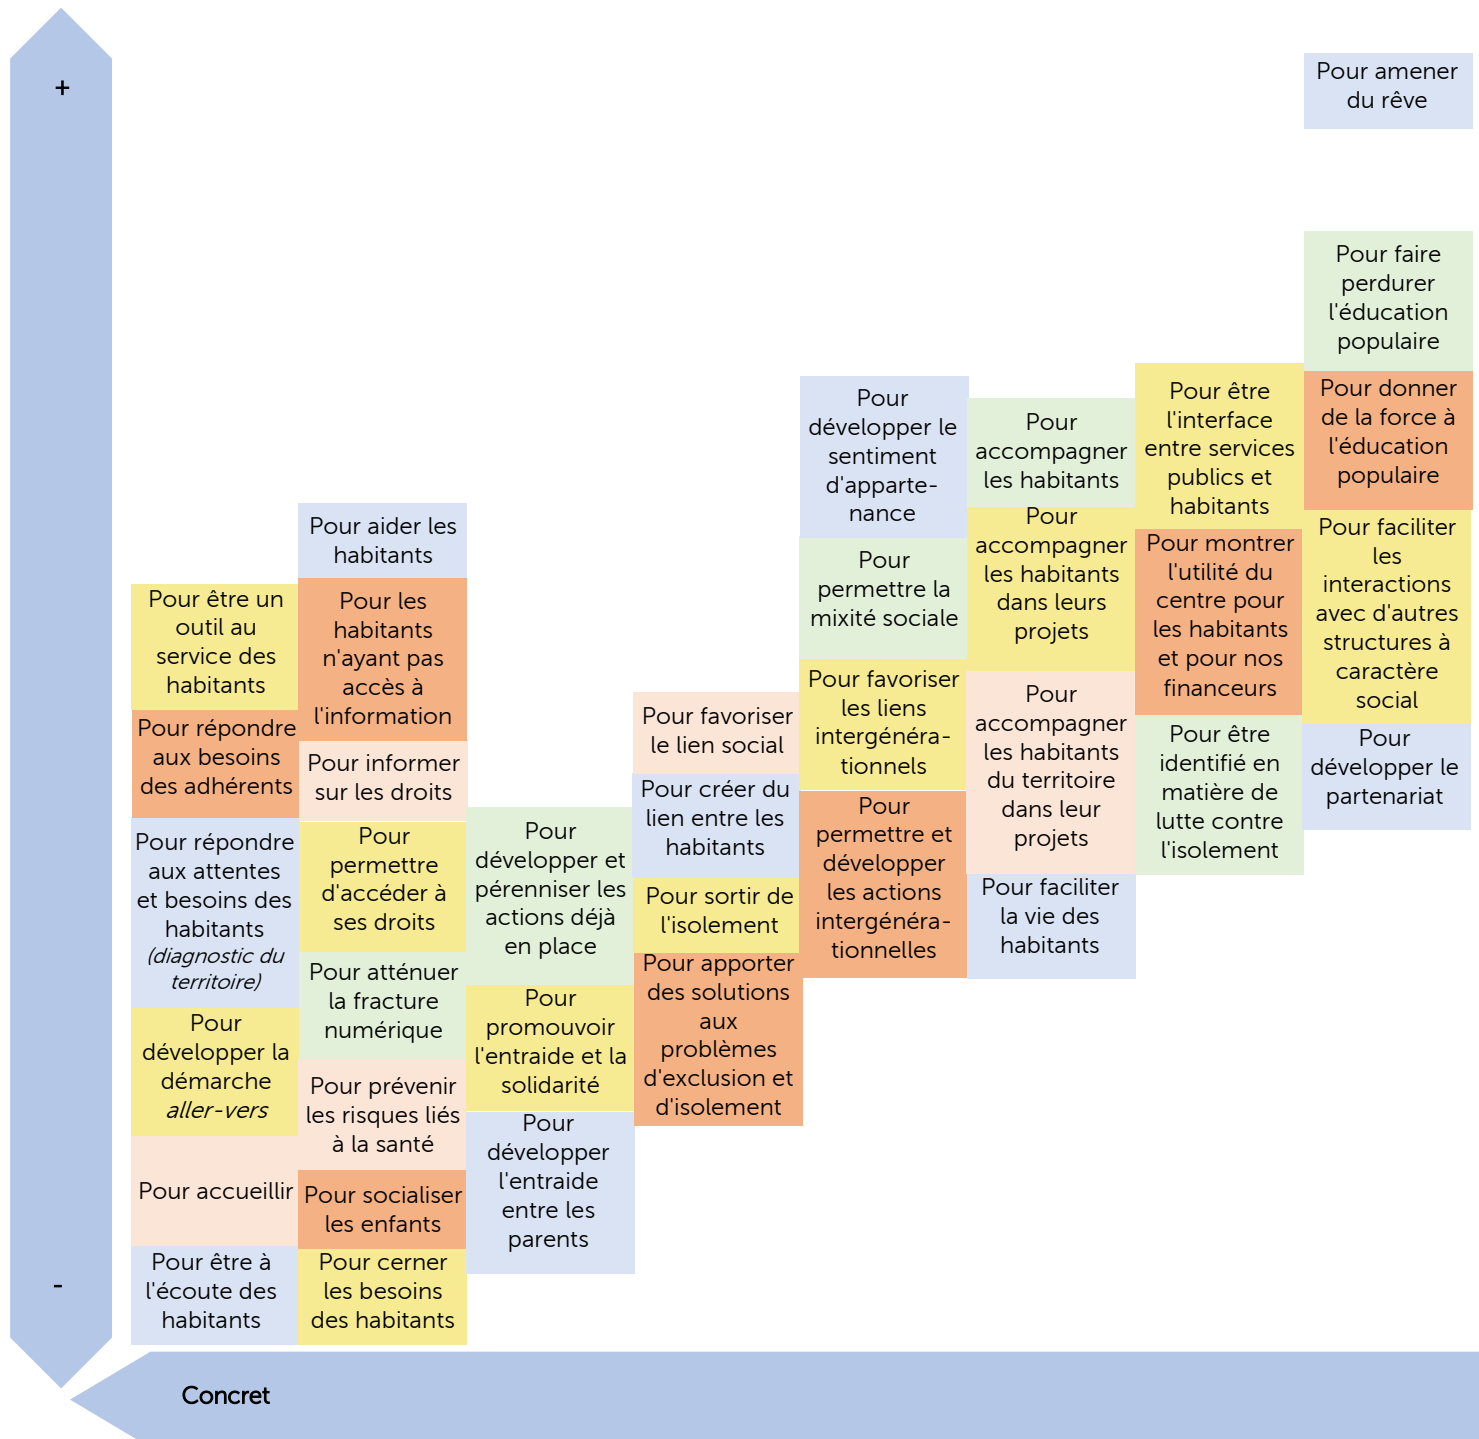 +
Pour être un
outil au
service des
habitants
Pour répondre
aux besoins
des adhérents
Pour répondre
aux attentes
et besoins des
habitants
(diagnostic du
territoire)
Pour
développer la
démarche
aller-vers
Pour accueillir
Pour être à
l'écoute des
habitants
Pour aider les
habitants
Pour les
habitants
n'ayant pas
accès à
l'information
Pour informer
sur les droits
Pour
permettre
d'accéder à
ses droits
Pour atténuer
la fracture
numérique
Pour prévenir
les risques liés
à la santé
Pour socialiser
les enfants
Pour cerner
les besoins
des habitants
Pour
développer et
pérenniser les
actions déjà
en place
Pour
promouvoir
l'entraide et la
solidarité
Pour
développer
l'entraide
entre les
parents
Pour favoriser
le lien social
Pour créer du
lien entre les
habitants
Pour sortir de
l'isolement
Pour apporter
des solutions
aux
problèmes
d'exclusion et
d'isolement
Pour
développer le
sentiment
d'apparte-
nance
Pour
permettre la
mixité sociale
Pour favoriser
les liens
intergénéra-
tionnels
Pour
permettre et
développer
les actions
intergénéra-
tionnelles
Pour
accompagner
les habitants
Pour
accompagner
les habitants
dans leurs
projets
Pour
accompagner
les habitants
du territoire
dans leur
projets
Pour faciliter
la vie des
habitants
Pour être
l'interface
entre services
publics et
habitants
Pour montrer
l'utilité du
centre pour
les habitants
et pour nos
financeurs
Pour être
identifié en
matière de
lutte contre
l'isolement
Pour amener
du rêve
Pour faire
perdurer
l'éducation
populaire
Pour donner
de la force à
l'éducation
populaire
Pour faciliter
les
interactions
avec d'autres
structures à
caractère
social
Pour
développer le
partenariat
-
Concret